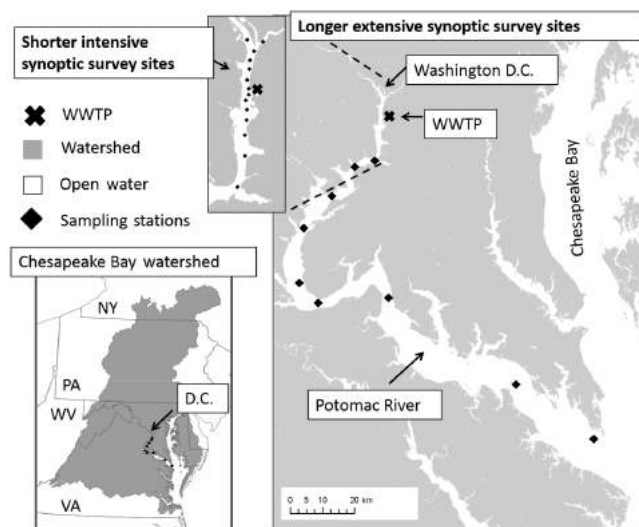 Shorter intensive
synoptic survey sites
Longer extensive synoptic survey sites
Washington D.C.
WWTP
WWTP
Watershed
Open water
Sampling stations
Chesapeake Bay
Chesapeake Bay watershed
NY
PA
WV
D.C.
VA
Potomac River
0 5 10 20 km